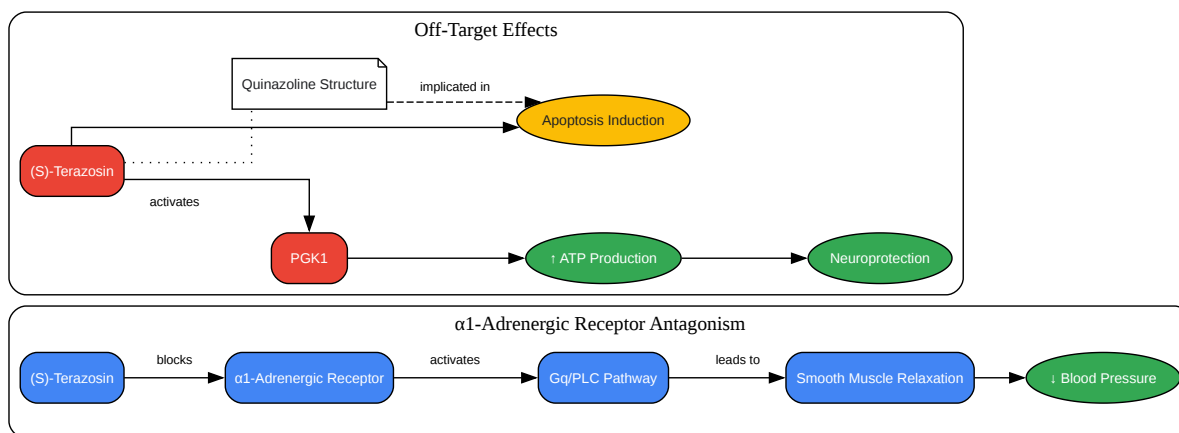 Off-Target Effects
Quinazoline Structure
implicated in
Apoptosis Induction
(S)-Terazosin
activates
PGK1
↑ ATP Production
Neuroprotection
α1-Adrenergic Receptor Antagonism
(S)-Terazosin
blocks
α1-Adrenergic Receptor
activates
Gq/PLC Pathway
leads to
Smooth Muscle Relaxation
↓ Blood Pressure